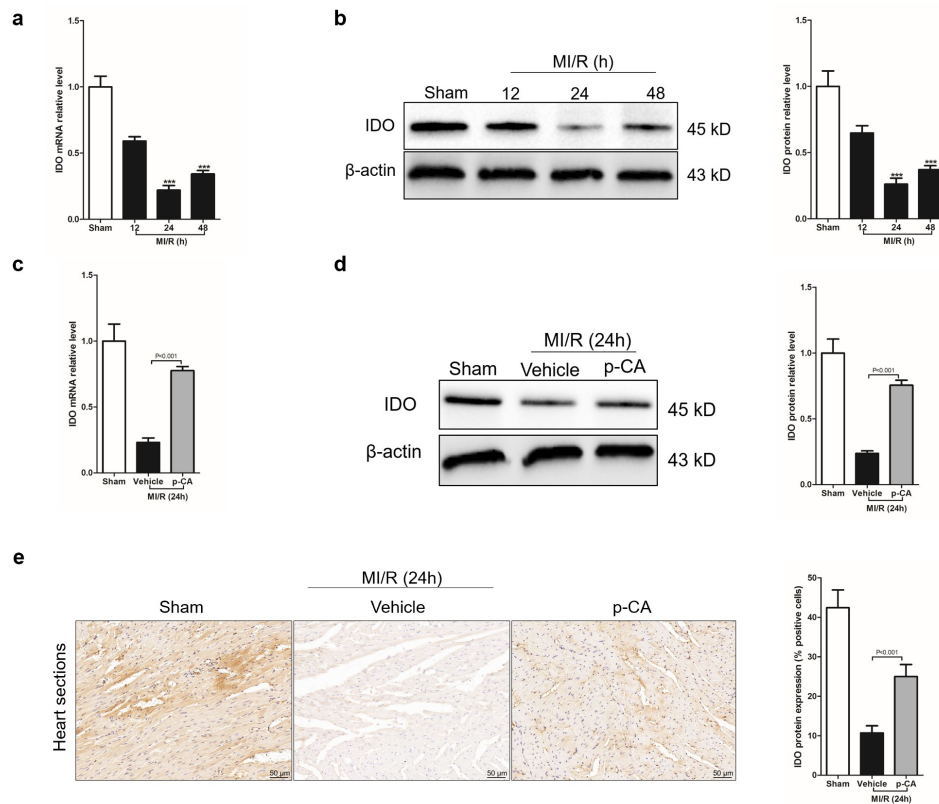 a
IDO mRNA relative level
1.5
1.0
0.5
0.0
***
***
Sham
12 24 48
MI/R (h)
b
MI/R (h)
Sham 12 24 48
IDO 45 kD
β-actin 43 kD
IDO protein relative level
1.5
1.0
0.5
0.0
***
***
Sham 12 24 48
MI/R (h)
c
IDO mRNA relative level
1.5
1.0
0.5
0.0
P<0.001
Sham Vehicle p-CA
MI/R (24h)
d
MI/R (24h)
Sham Vehicle p-CA
IDO 45 kD
β-actin 43 kD
IDO protein relative level
1.5
1.0
0.5
0.0
P<0.001
Sham Vehicle p-CA
MI/R (24h)
e
MI/R (24h)
Sham Vehicle p-CA
Heart sections
50 μm 50 μm 50 μm
IDO protein expression (% positive cells)
50
40
30
20
10
0
P<0.001
Sham Vehicle p-CA
MI/R (24h)